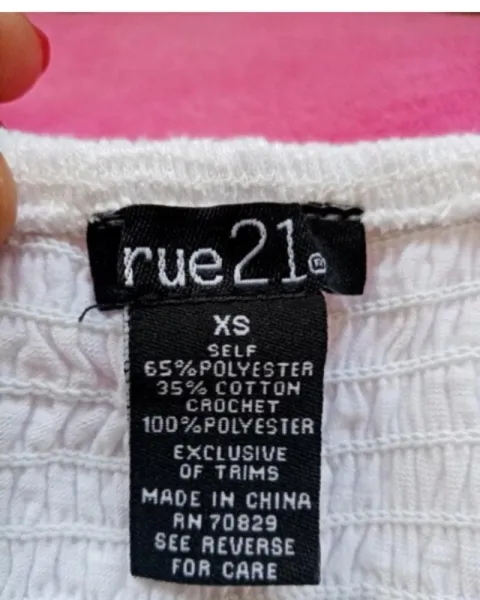 rue21®
XS
SELF
65%POLYESTER
35% COTTON
CROCHET
100%POLYESTER
EXCLUSIVE
OF TRIMS
MADE IN CHINA
RN 70829
SEE REVERSE
FOR CARE